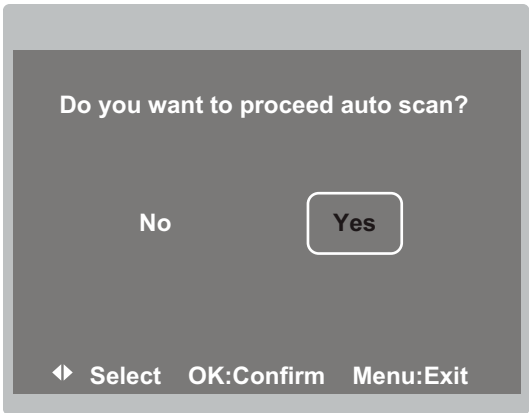 Do you want to proceed auto scan?
No Yes
Select OK:Confirm Menu:Exit